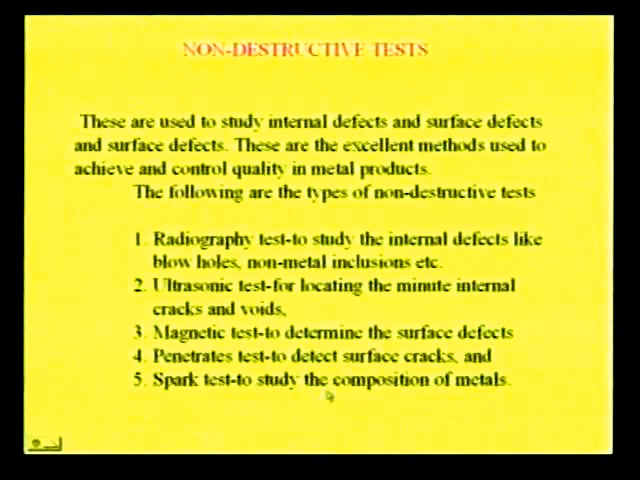 NON-DESTRUCTIVE TESTS
These are used to study internal defects and surface defects
and surface defects. These are the excellent methods used to
achieve and control quality in metal products.
The following are the types of non-destructive tests
1. Radiography test-to study the internal defects like
blow holes, non-metal inclusions etc.
2. Ultrasonic test-for locating the minute internal
cracks and voids,
3. Magnetic test-to determine the surface defects
4. Penetrates test-to detect surface cracks, and
5. Spark test-to study the composition of metals.